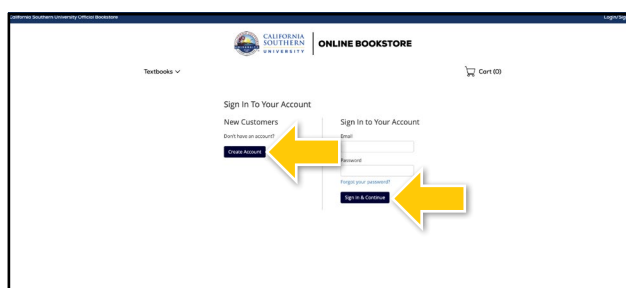 California Southern University Official Bookstore
CALIFORNIA
SOUTHERN
UNIVERSITY
ONLINE BOOKSTORE
Textbooks
Cart (0)
Sign In To Your Account
New Customers
Don't have an account?
Create Account
Sign In to Your Account
Email
Password
Forgot your password?
Sign In & Continue